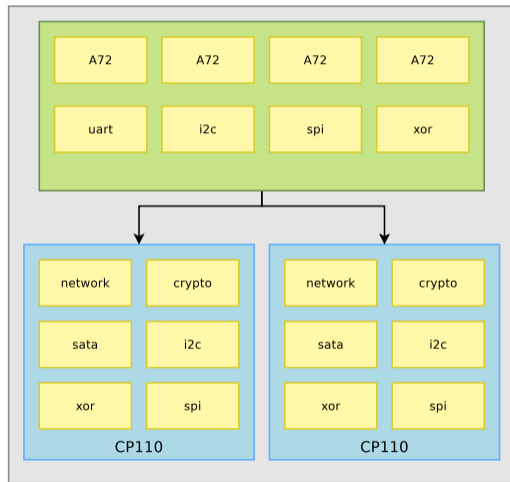 A72 A72 A72 A72
uart i2c spi xor
network crypto network crypto
sata i2c sata i2c
xor spi xor spi
CP110 CP110